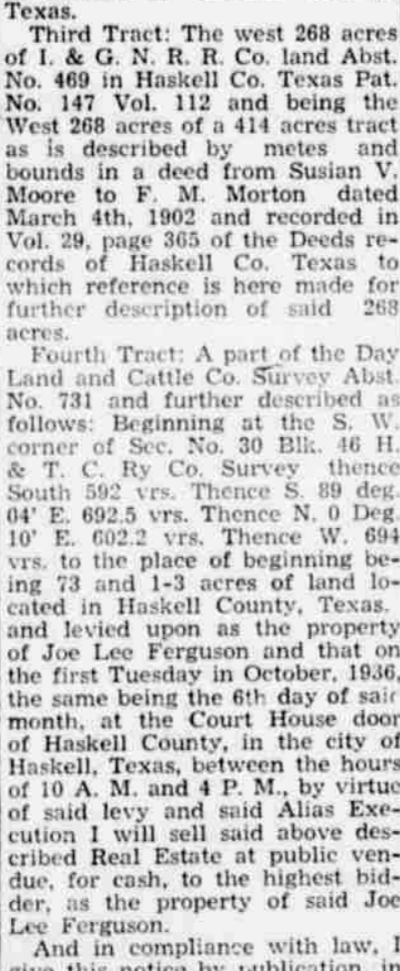 Texas.
Third Tract: The west 268 acres
of I. & G. N. R. R. Co. land Abst.
No. 469 in Haskell Co. Texas Pat.
No. 147 Vol. 112 and being the
West 268 acres of a 414 acres tract
as is described by metes and
bounds in a deed from Susian V.
Moore to F. M. Morton dated
March 4th, 1902 and recorded in
Vol. 29, page 365 of the Deeds re-
cords of Haskell Co. Texas to
which reference is here made for
further description of said 268
acres.
Fourth Tract: A part of the Day
Land and Cattle Co. Survey Abst.
No. 731 and further described as
follows: Beginning at the S. W.
corner of Sec. No. 30 Blk. 46 H.
& T. C. Ry Co. Survey thence
South 592 vrs. Thence S. 89 deg.
04' E. 692.5 vrs. Thence N. 0 Deg.
10' E. 602.2 vrs. Thence W. 694
vrs. to the place of beginning be-
ing 73 and 1-3 acres of land lo-
cated in Haskell County, Texas.
and levied upon as the property
of Joe Lee Ferguson and that on
the first Tuesday in October, 1936,
the same being the 6th day of said
month, at the Court House door
of Haskell County, in the city of
Haskell, Texas, between the hours
of 10 A. M. and 4 P. M., by virtue
of said levy and said Alias Exe-
cution I will sell said above des-
cribed Real Estate at public ven-
due, for cash, to the highest bid-
der, as the property of said Joe
Lee Ferguson.
And in compliance with law, I
give this notice by publication, in